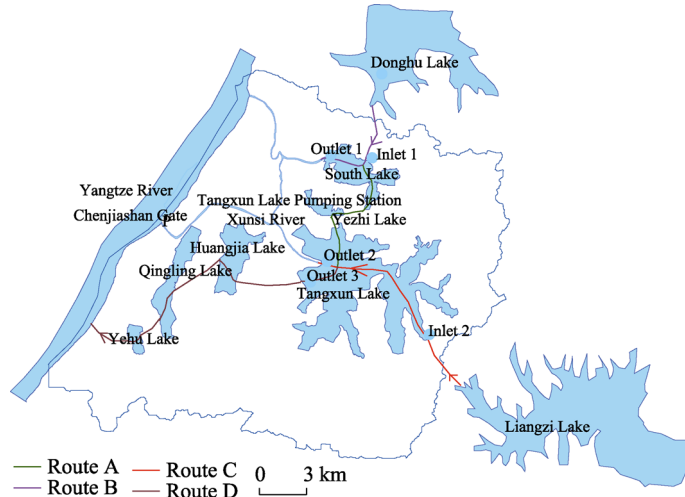 Donghu Lake
Outlet 1
Inlet 1
South Lake
Yangtze River
Tangxun Lake Pumping Station
Chenjiashan Gate
Xunsi River
Yezhi Lake
P
Huangjia Lake
Outlet 2
Qingling Lake
Outlet 3
Tangxun Lake
Yehu Lake
Inlet 2
Liangzi Lake
Route A
Route C
0 3 km
Route B
Route D